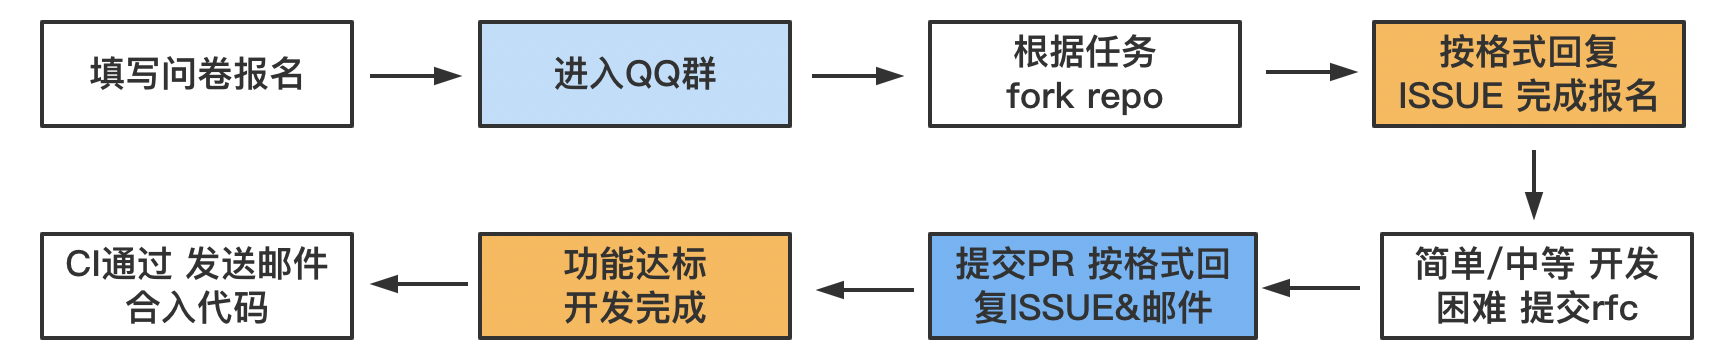 填写问卷报名
进入QQ群
根据任务
fork repo
按格式回复
ISSUE 完成报名
简单/中等 开发
困难 提交rfc
提交PR 按格式回
复ISSUE&邮件
功能达标
开发完成
CI通过 发送邮件
合入代码